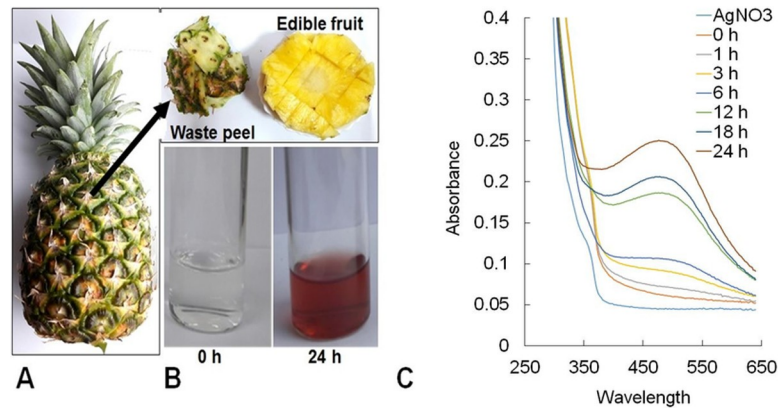 Edible fruit
Waste peel
0 h
24 h
A
B
C
AgNO3
0 h
1 h
3 h
6 h
12 h
18 h
24 h
0.4
0.35
0.3
0.25
0.2
0.15
0.1
0.05
0
250
350
450
550
650
Absorbance
Wavelength